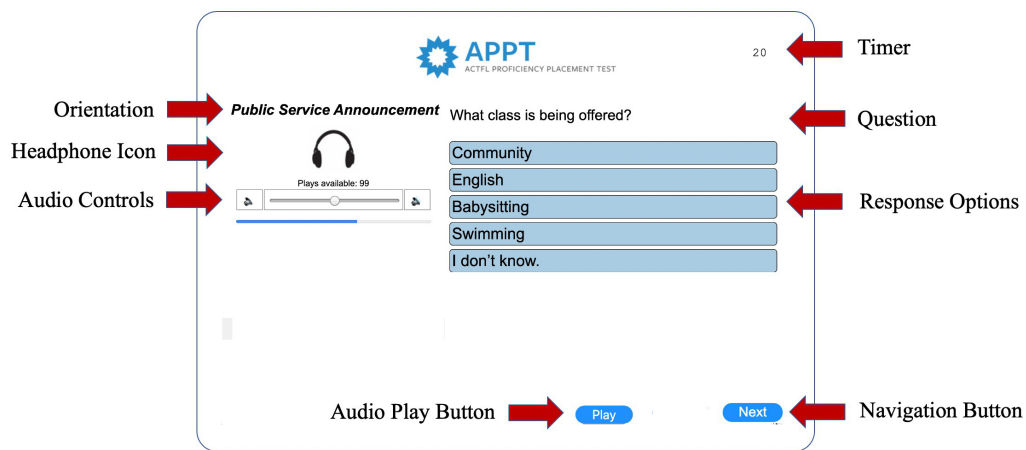 APPT
ACTFL PROFICIENCY PLACEMENT TEST
20
Timer
Orientation
Public Service Announcement
What class is being offered?
Question
Headphone Icon
Plays available: 99
Audio Controls
Community
English
Babysitting
Swimming
I don't know.
Response Options
Audio Play Button
Play
Next
Navigation Button